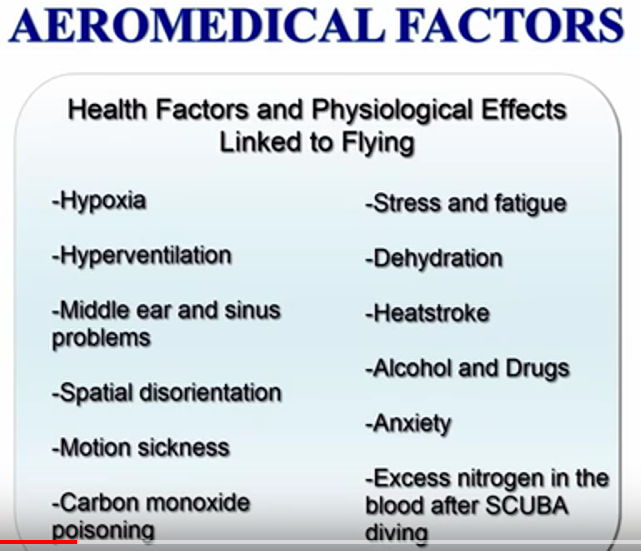 AEROMEDICAL FACTORS
Health Factors and Physiological Effects
Linked to Flying
-Hypoxia
-Hyperventilation
-Middle ear and sinus
problems
-Spatial disorientation
-Motion sickness
-Carbon monoxide
poisoning
-Stress and fatigue
-Dehydration
-Heatstroke
-Alcohol and Drugs
-Anxiety
-Excess nitrogen in the
blood after SCUBA
diving